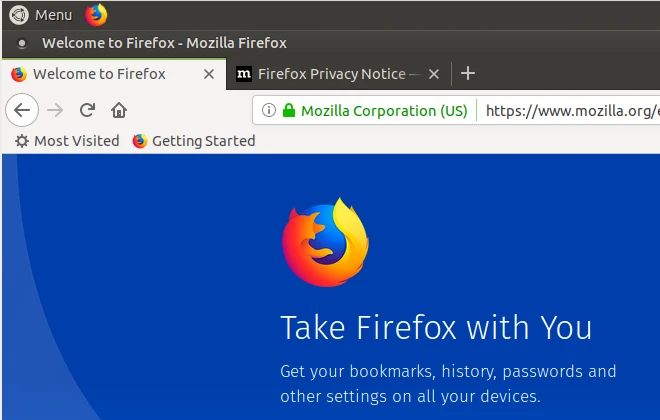 Menu
Welcome to Firefox - Mozilla Firefox
Welcome to Firefox
m Firefox Privacy Notice —
Mozilla Corporation (US) https://www.mozilla.org/e
Most Visited Getting Started
Take Firefox with You
Get your bookmarks, history, passwords and
other settings on all your devices.